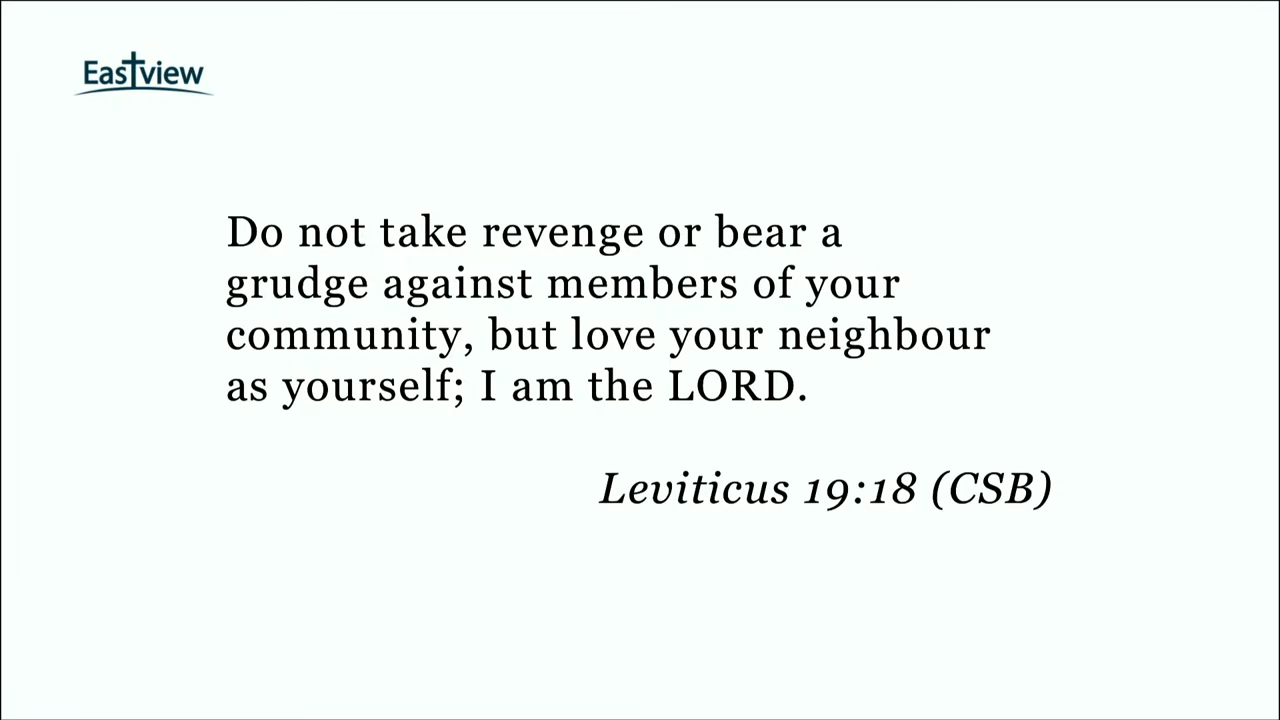 Eastview
Do not take revenge or bear a
grudge against members of your
community, but love your neighbour
as yourself; I am the LORD.
Leviticus 19:18 (CSB)